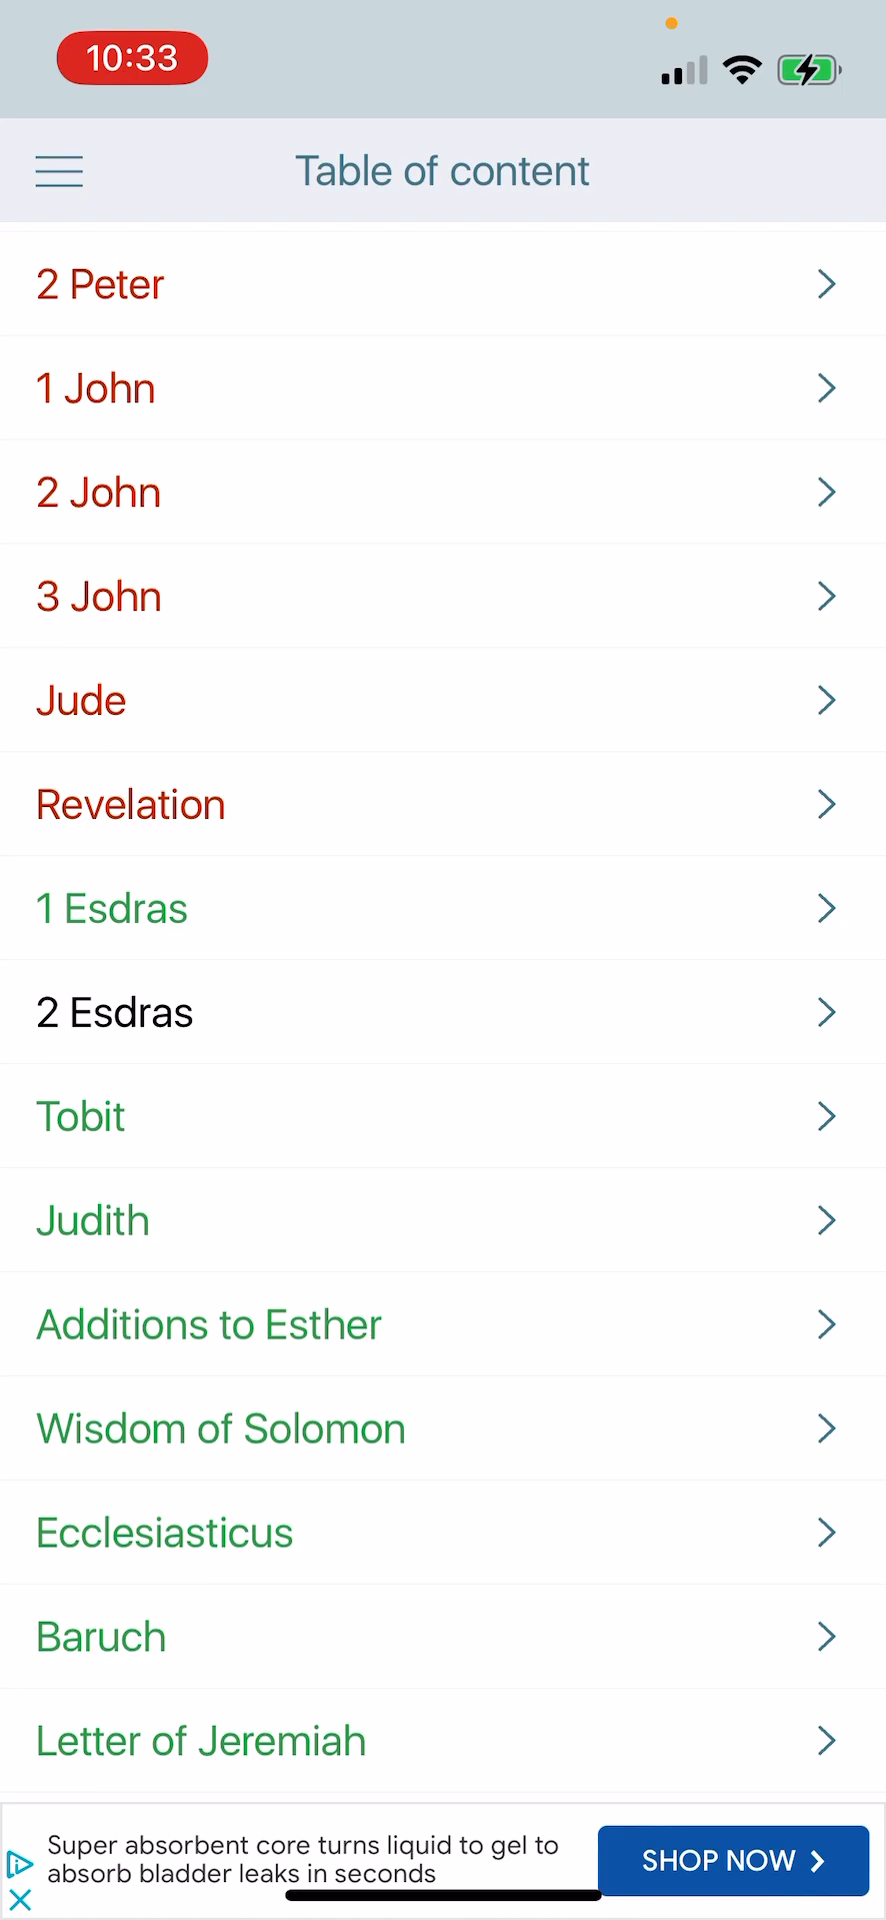 10:33
Table of content
2 Peter
1 John
2 John
3 John
Jude
Revelation
1 Esdras
2 Esdras
Tobit
Judith
Additions to Esther
Wisdom of Solomon
Ecclesiasticus
Baruch
Letter of Jeremiah
Super absorbent core turns liquid to gel to
absorb bladder leaks in seconds
SHOP NOW